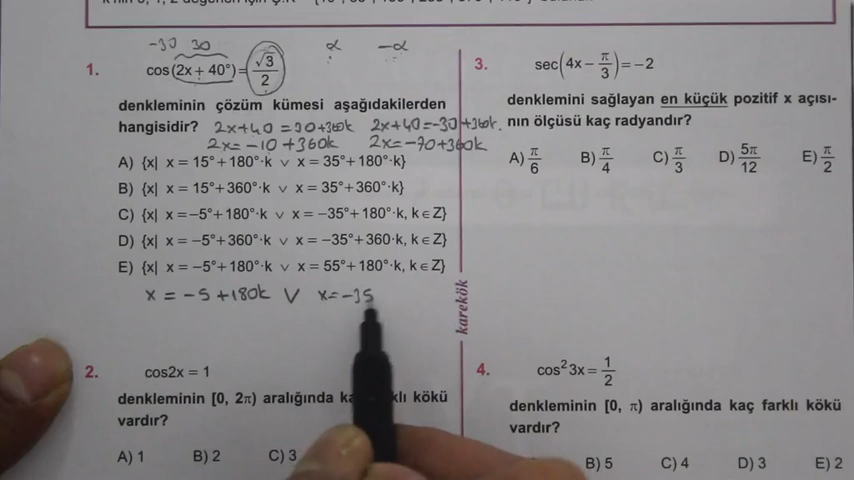 -30 30 α -α
1. cos(2x + 40°) = √3/2
denkleminin çözüm kümesi aşağıdakilerden
hangisidir? 2x+40=30+360k 2x+40=-30+360k.
2x=-10+360k 2x=-70+360k
A) {x| x = 15°+180°·k ∨ x = 35°+180°·k}
B) {x| x = 15°+360°·k ∨ x = 35°+360°·k}
C) {x| x = –5°+180°·k ∨ x = –35°+180°·k, k∈Z}
D) {x| x = –5°+360°·k ∨ x = –35°+360·k, k∈Z}
E) {x| x = –5°+180°·k ∨ x = 55°+180°·k, k∈Z}
x = -5+180k ∨ x=-35
2. cos2x = 1
denkleminin [0, 2π) aralığında farklı kökü
vardır?
A) 1 B) 2 C) 3
karekök
3. sec(4x – π/3) = –2
denklemini sağlayan en küçük pozitif x açısı-
nın ölçüsü kaç radyandır?
A) π/6 B) π/4 C) π/3 D) 5π/12 E) π/2
4. cos²3x = 1/2
denkleminin [0, π) aralığında kaç farklı kökü
vardır?
B) 5 C) 4 D) 3 E) 2